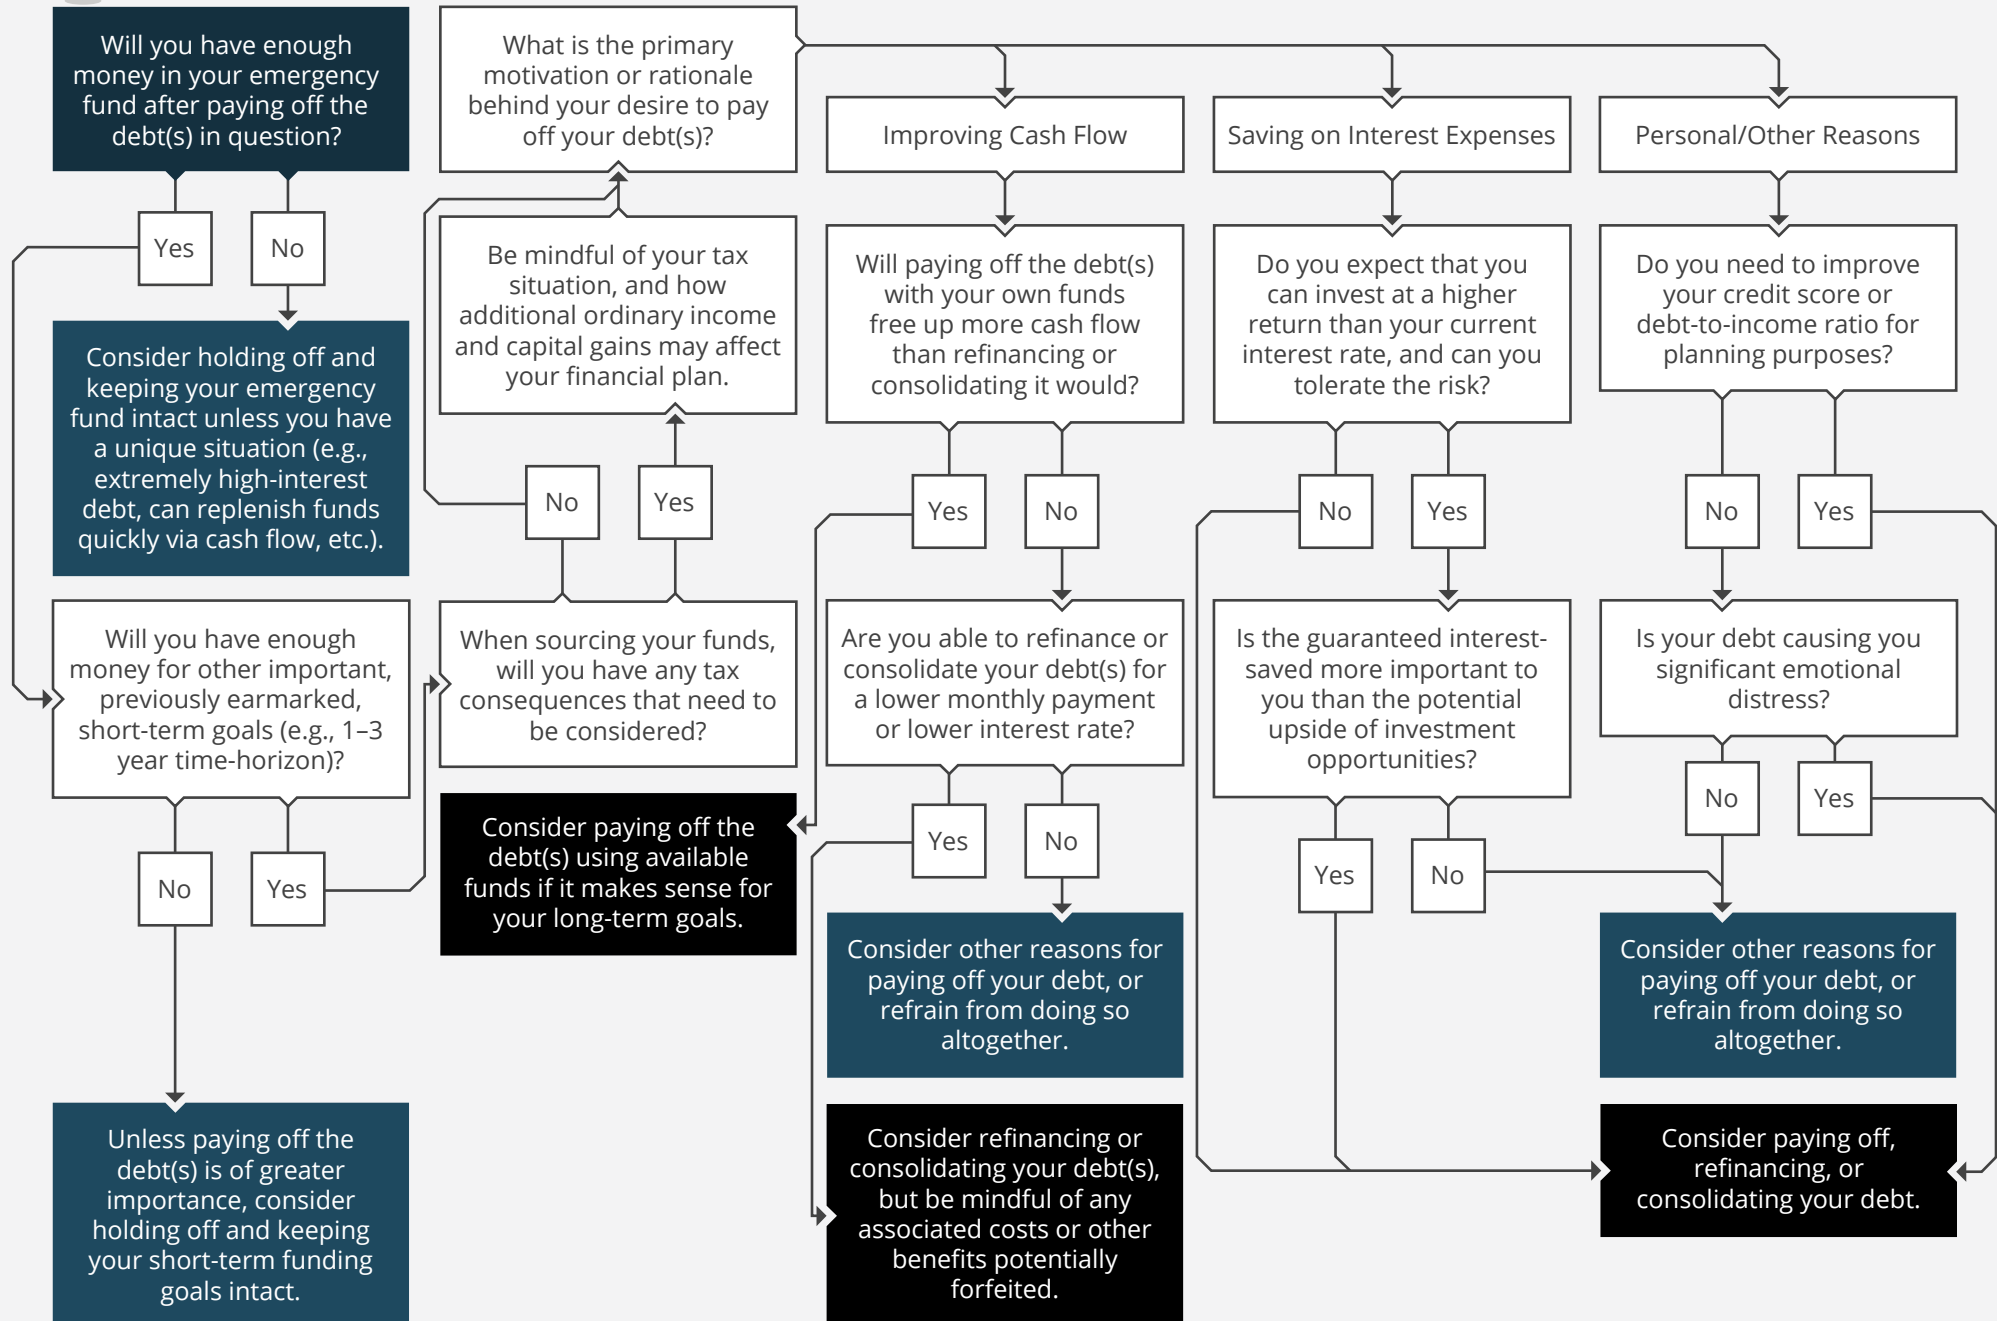 Will you have enough
money in your emergency
fund after paying off the
debt(s) in question?
Yes
No
Consider holding off and
keeping your emergency
fund intact unless you have
a unique situation (e.g.,
extremely high-interest
debt, can replenish funds
quickly via cash flow, etc.).
Will you have enough
money for other important,
previously earmarked,
short-term goals (e.g., 1–3
year time-horizon)?
No
Yes
Unless paying off the
debt(s) is of greater
importance, consider
holding off and keeping
your short-term funding
goals intact.
What is the primary
motivation or rationale
behind your desire to pay
off your debt(s)?
Be mindful of your tax
situation, and how
additional ordinary income
and capital gains may affect
your financial plan.
No
Yes
When sourcing your funds,
will you have any tax
consequences that need to
be considered?
Consider paying off the
debt(s) using available
funds if it makes sense for
your long-term goals.
Improving Cash Flow
Will paying off the debt(s)
with your own funds
free up more cash flow
than refinancing or
consolidating it would?
Yes
No
Are you able to refinance or
consolidate your debt(s) for
a lower monthly payment
or lower interest rate?
Yes
No
Consider other reasons for
paying off your debt, or
refrain from doing so
altogether.
Consider refinancing or
consolidating your debt(s),
but be mindful of any
associated costs or other
benefits potentially
forfeited.
Saving on Interest Expenses
Do you expect that you
can invest at a higher
return than your current
interest rate, and can you
tolerate the risk?
No
Yes
Is the guaranteed interest-
saved more important to
you than the potential
upside of investment
opportunities?
Yes
No
Personal/Other Reasons
Do you need to improve
your credit score or
debt-to-income ratio for
planning purposes?
No
Yes
Is your debt causing you
significant emotional
distress?
No
Yes
Consider other reasons for
paying off your debt, or
refrain from doing so
altogether.
Consider paying off,
refinancing, or
consolidating your debt.